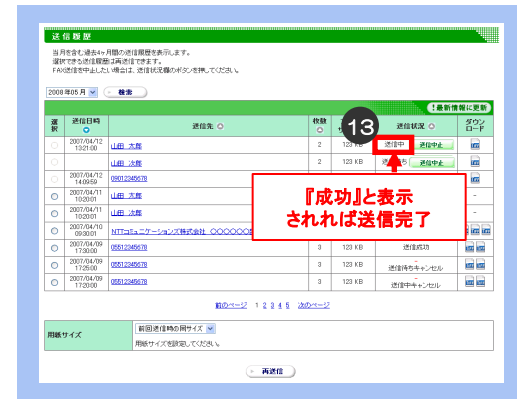 送信履歴
当月を含む過去4ヶ月間の送信履歴を表示します。
選択できる送信履歴は再送信できます。
FAX送信を中止したい場合は、送信状況欄のボタンを押してください。
2008年05月 検索
!最新情報に更新
選択 送信日時 送信先 枚数 送信状況 ダウンロード
13
2007/04/12 13:21:00 山田 太郎 2 123 KB 送信中 送信中止
山田 次郎 2 123 KB 送信中止
2007/04/12 14:09:59 09012345678
2007/04/11 10:20:01 山田 太郎 -
2007/04/11 10:20:01 山田 次郎 -
『成功』と表示
されれば送信完了
2007/04/10 09:30:01 NTTコミュニケーションズ株式会社 〇〇〇〇〇〇
2007/04/09 17:30:00 05512345678 3 123 KB 送信成功
2007/04/09 17:25:00 05512345678 3 123 KB - 送信待ちキャンセル
2007/04/09 17:20:00 05512345678 3 123 KB - 送信中キャンセル
前のページ 1 2 3 4 5 次のページ
用紙サイズ 前回送信時の同サイズ
用紙サイズを設定してください。
再送信